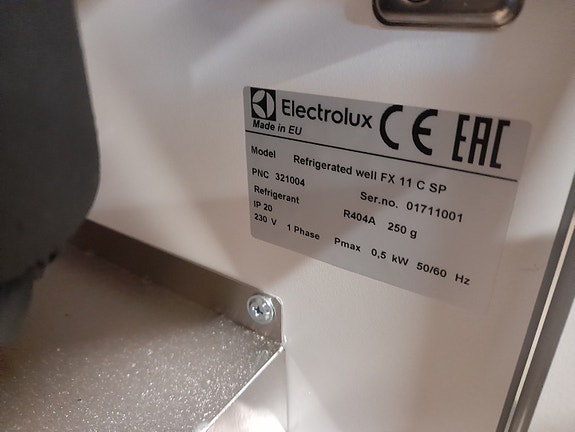 Electrolux CE EAC
Made in EU
Model Refrigerated well FX 11 C SP
PNC 321004 Ser.no. 01711001
Refrigerant R404A 250 g
IP 20
230 V 1 Phase Pmax 0,5 kW 50/60 Hz